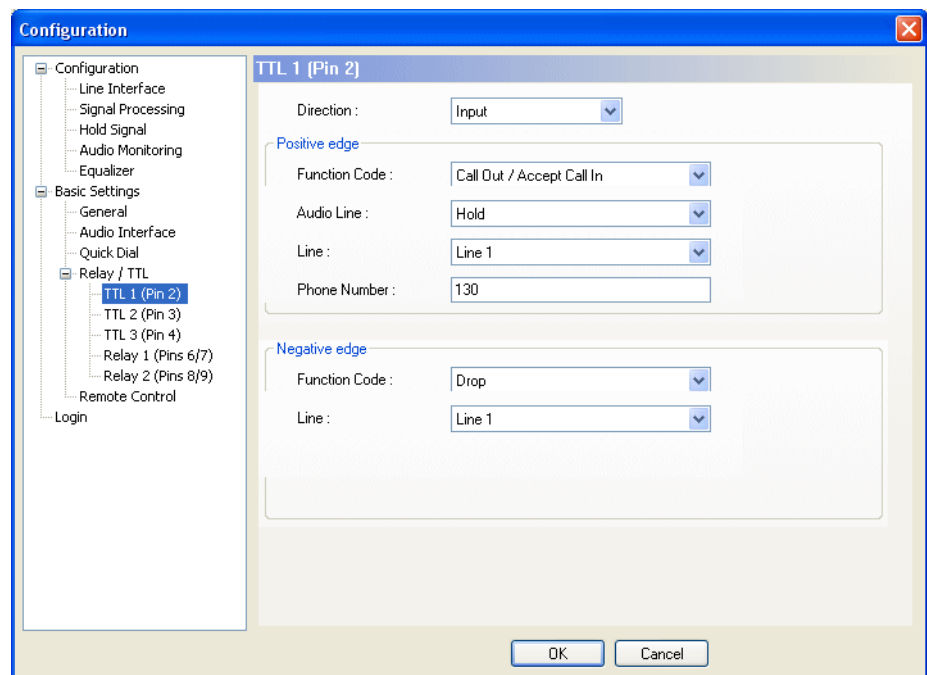 Configuration
Configuration
Line Interface
Signal Processing
Hold Signal
Audio Monitoring
Equalizer
Basic Settings
General
Audio Interface
Quick Dial
Relay / TTL
TTL 1 (Pin 2)
TTL 2 (Pin 3)
TTL 3 (Pin 4)
Relay 1 (Pins 6/7)
Relay 2 (Pins 8/9)
Remote Control
Login
TTL 1 (Pin 2)
Direction : Input
Positive edge
Function Code : Call Out / Accept Call In
Audio Line : Hold
Line : Line 1
Phone Number : 130
Negative edge
Function Code : Drop
Line : Line 1
OK Cancel